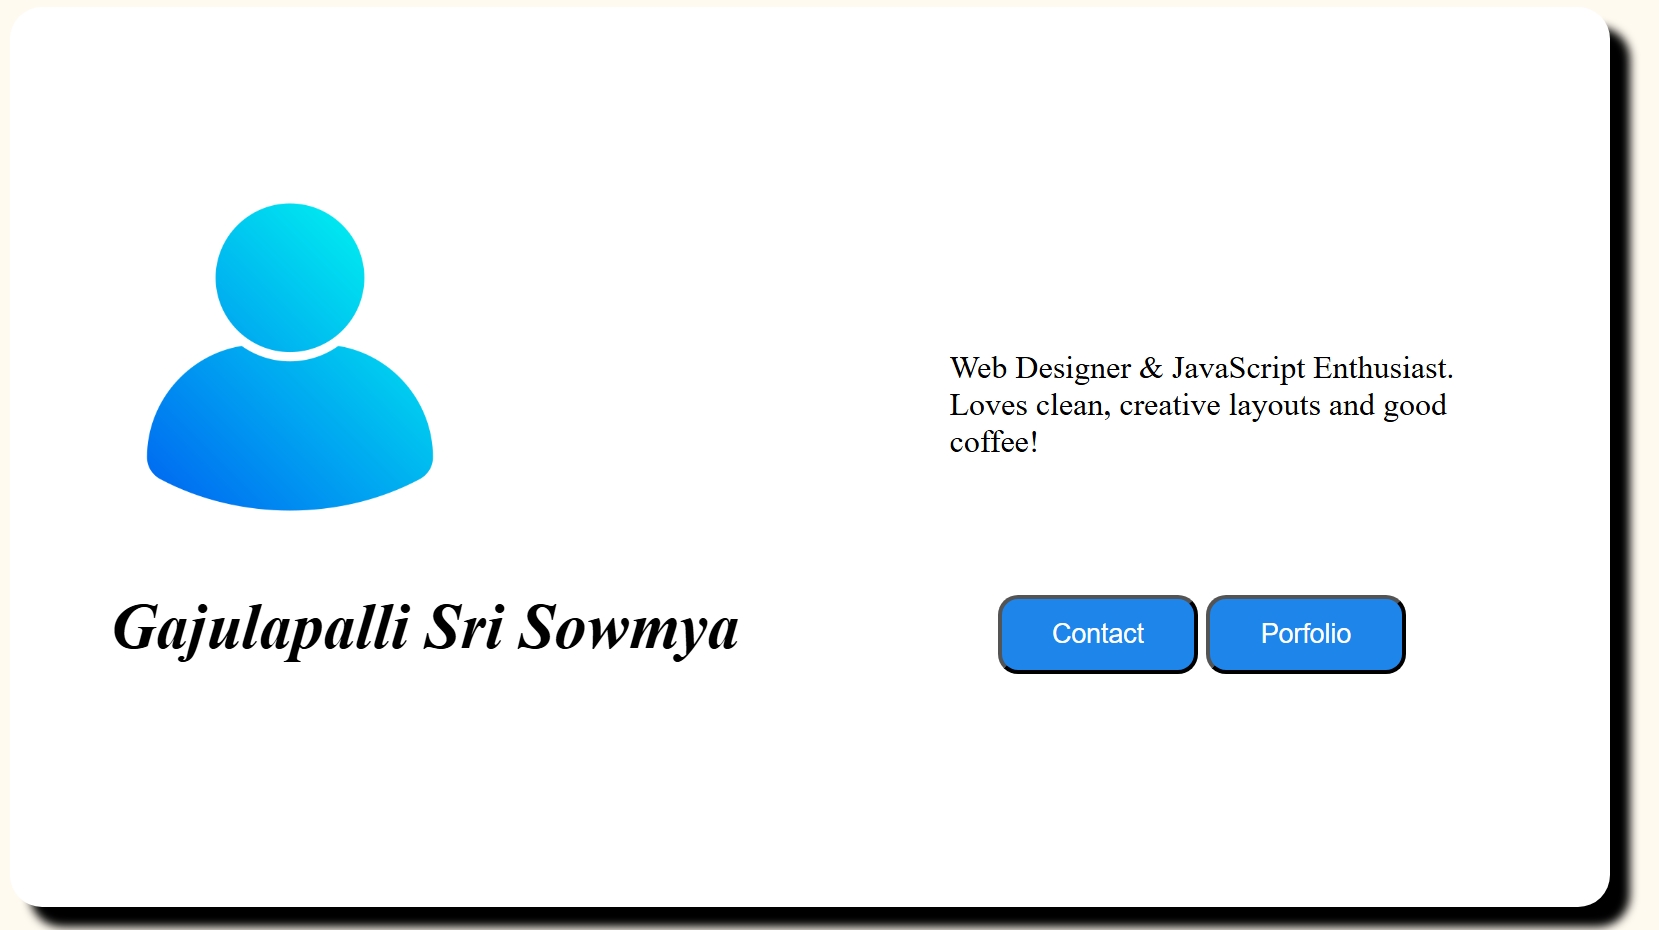 Gajulapalli Sri Sowmya
Web Designer & JavaScript Enthusiast.
Loves clean, creative layouts and good
coffee!
Contact
Porfolio